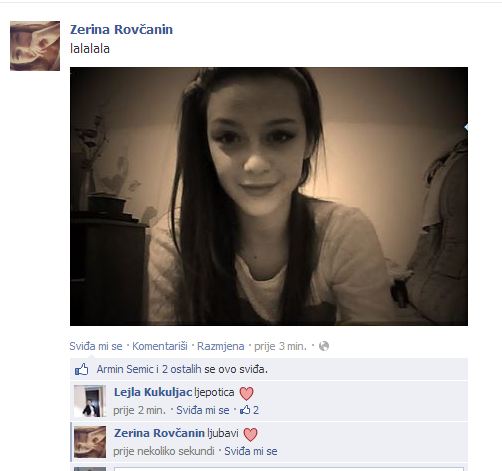 Zerina Rovčanin
lalalala
Sviđa mi se · Komentariši · Razmjena · prije 3 min. ·
Armin Semic i 2 ostalih se ovo sviđa.
Lejla Kukuljac ljepotica
prije 2 min. · Sviđa mi se · 2
Zerina Rovčanin ljubavi
prije nekoliko sekundi · Sviđa mi se